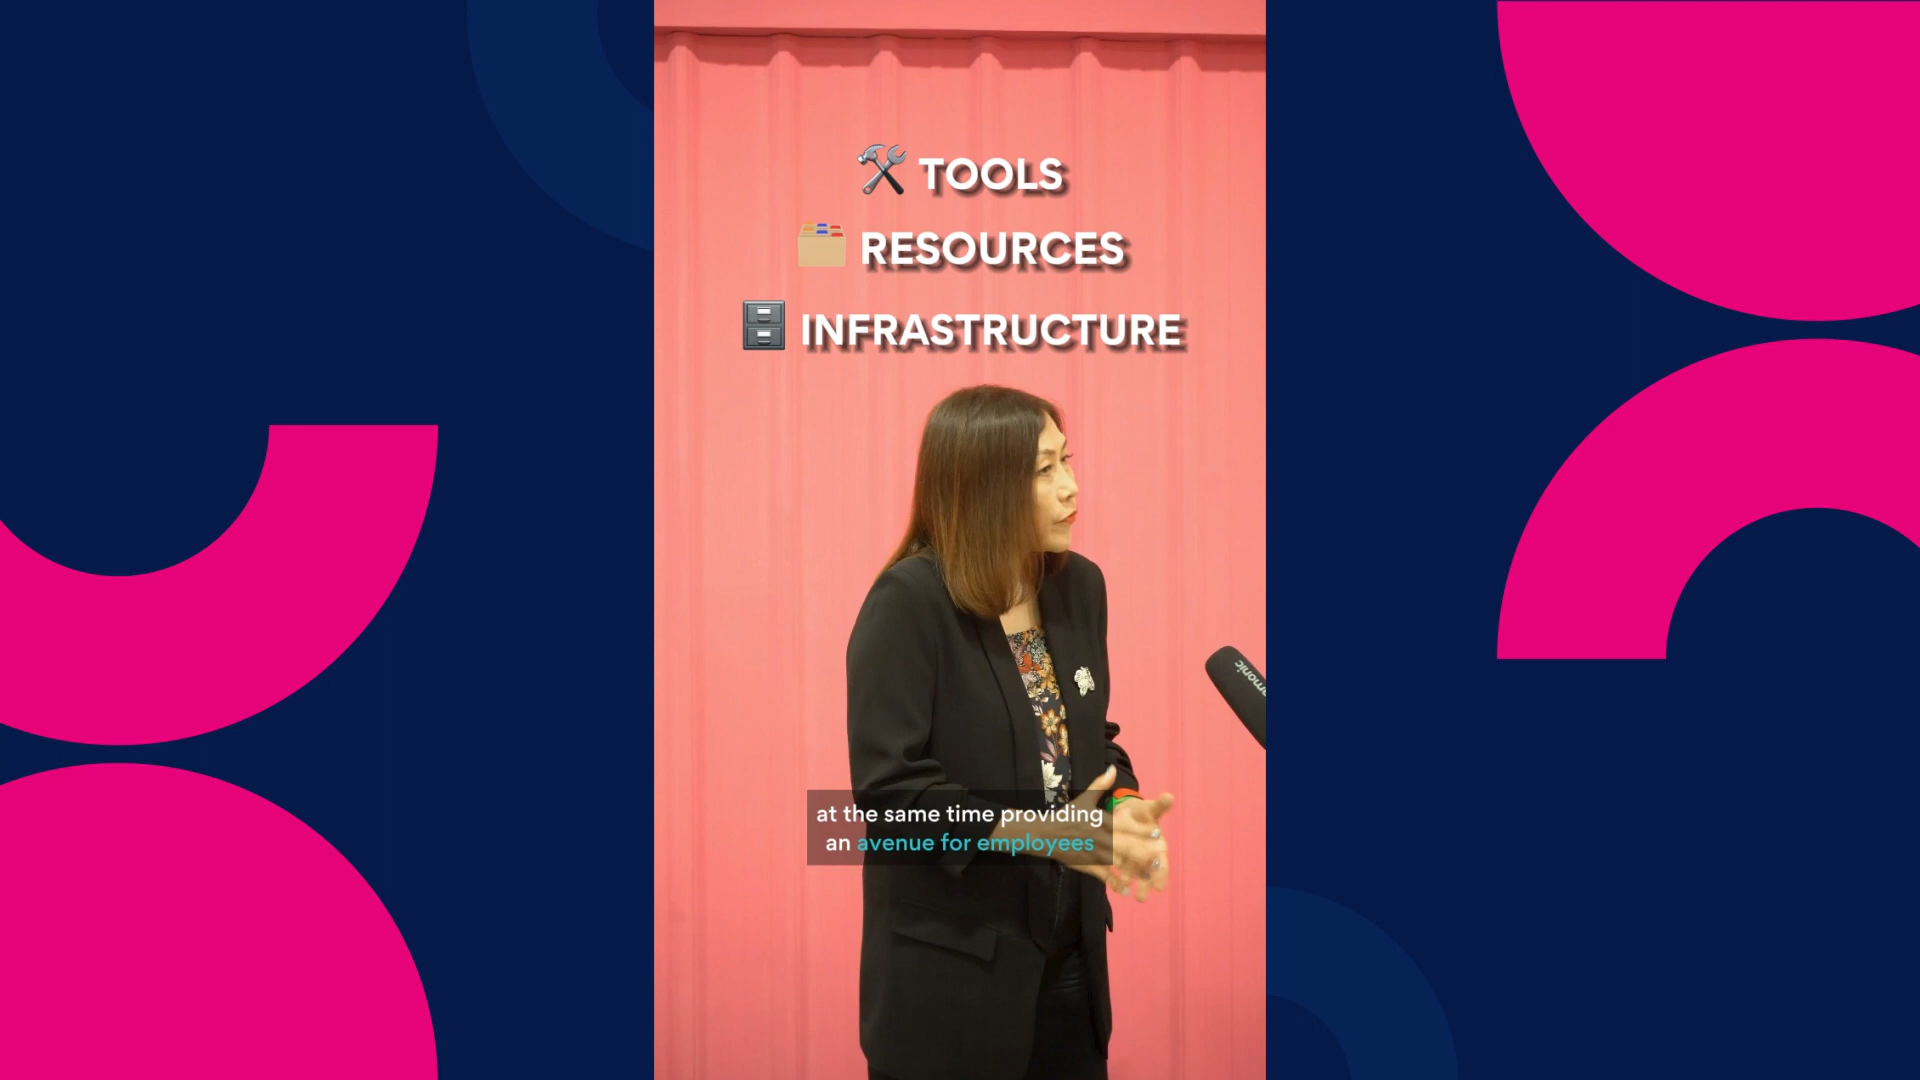 TOOLS
RESOURCES
INFRASTRUCTURE
at the same time providing
an avenue for employees